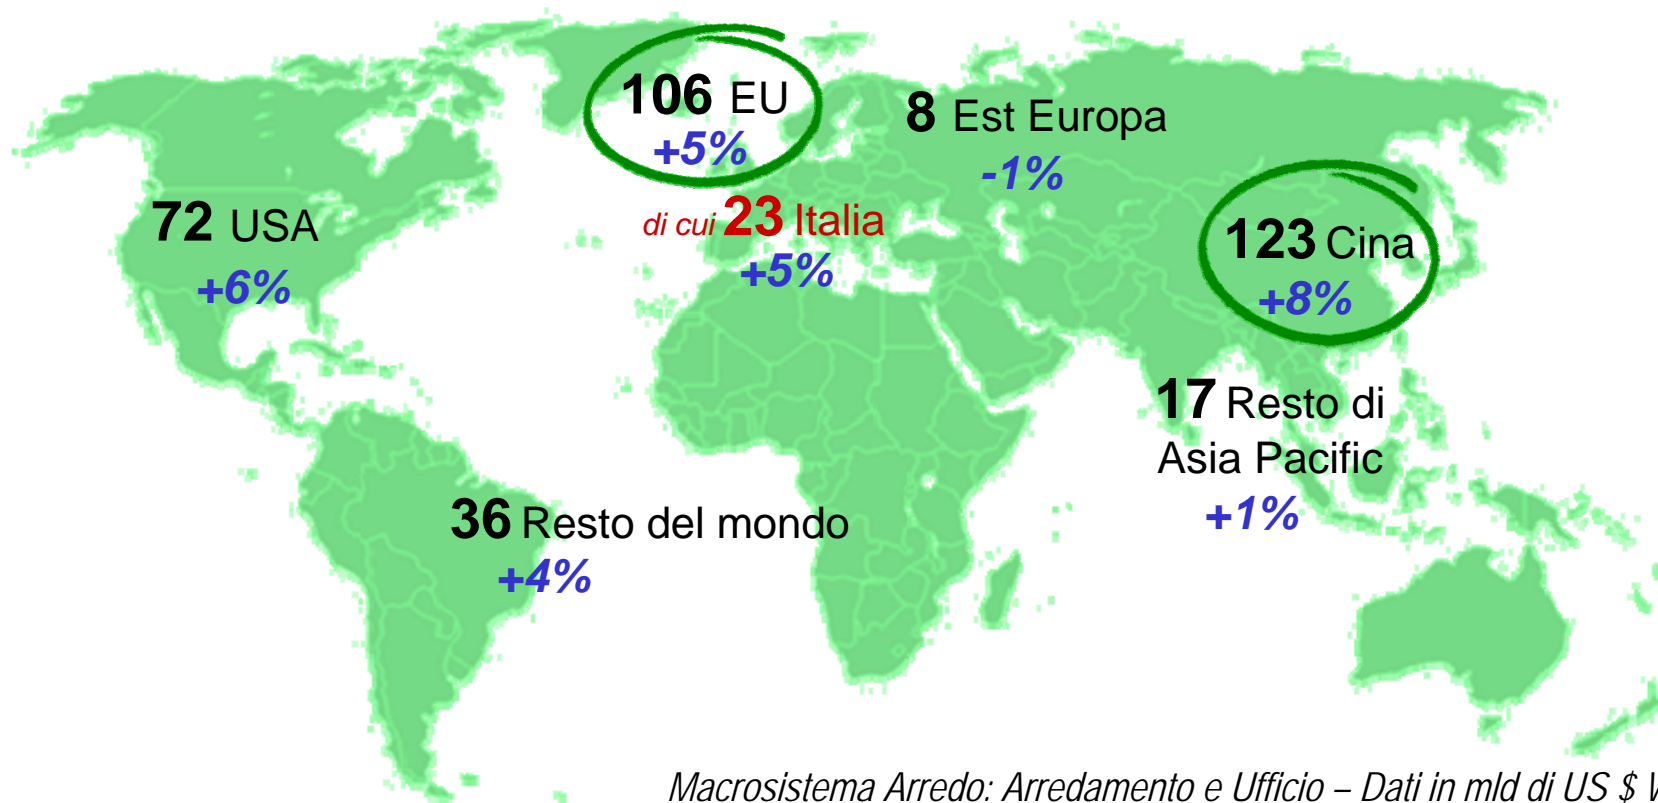 106 EU
+5%
8 Est Europa
-1%
72 USA
+6%
di cui 23 Italia
+5%
123 Cina
+8%
17 Resto di
Asia Pacific
+1%
36 Resto del mondo
+4%
Macrosistema Arredo: Arredamento e Ufficio – Dati in mld di US $